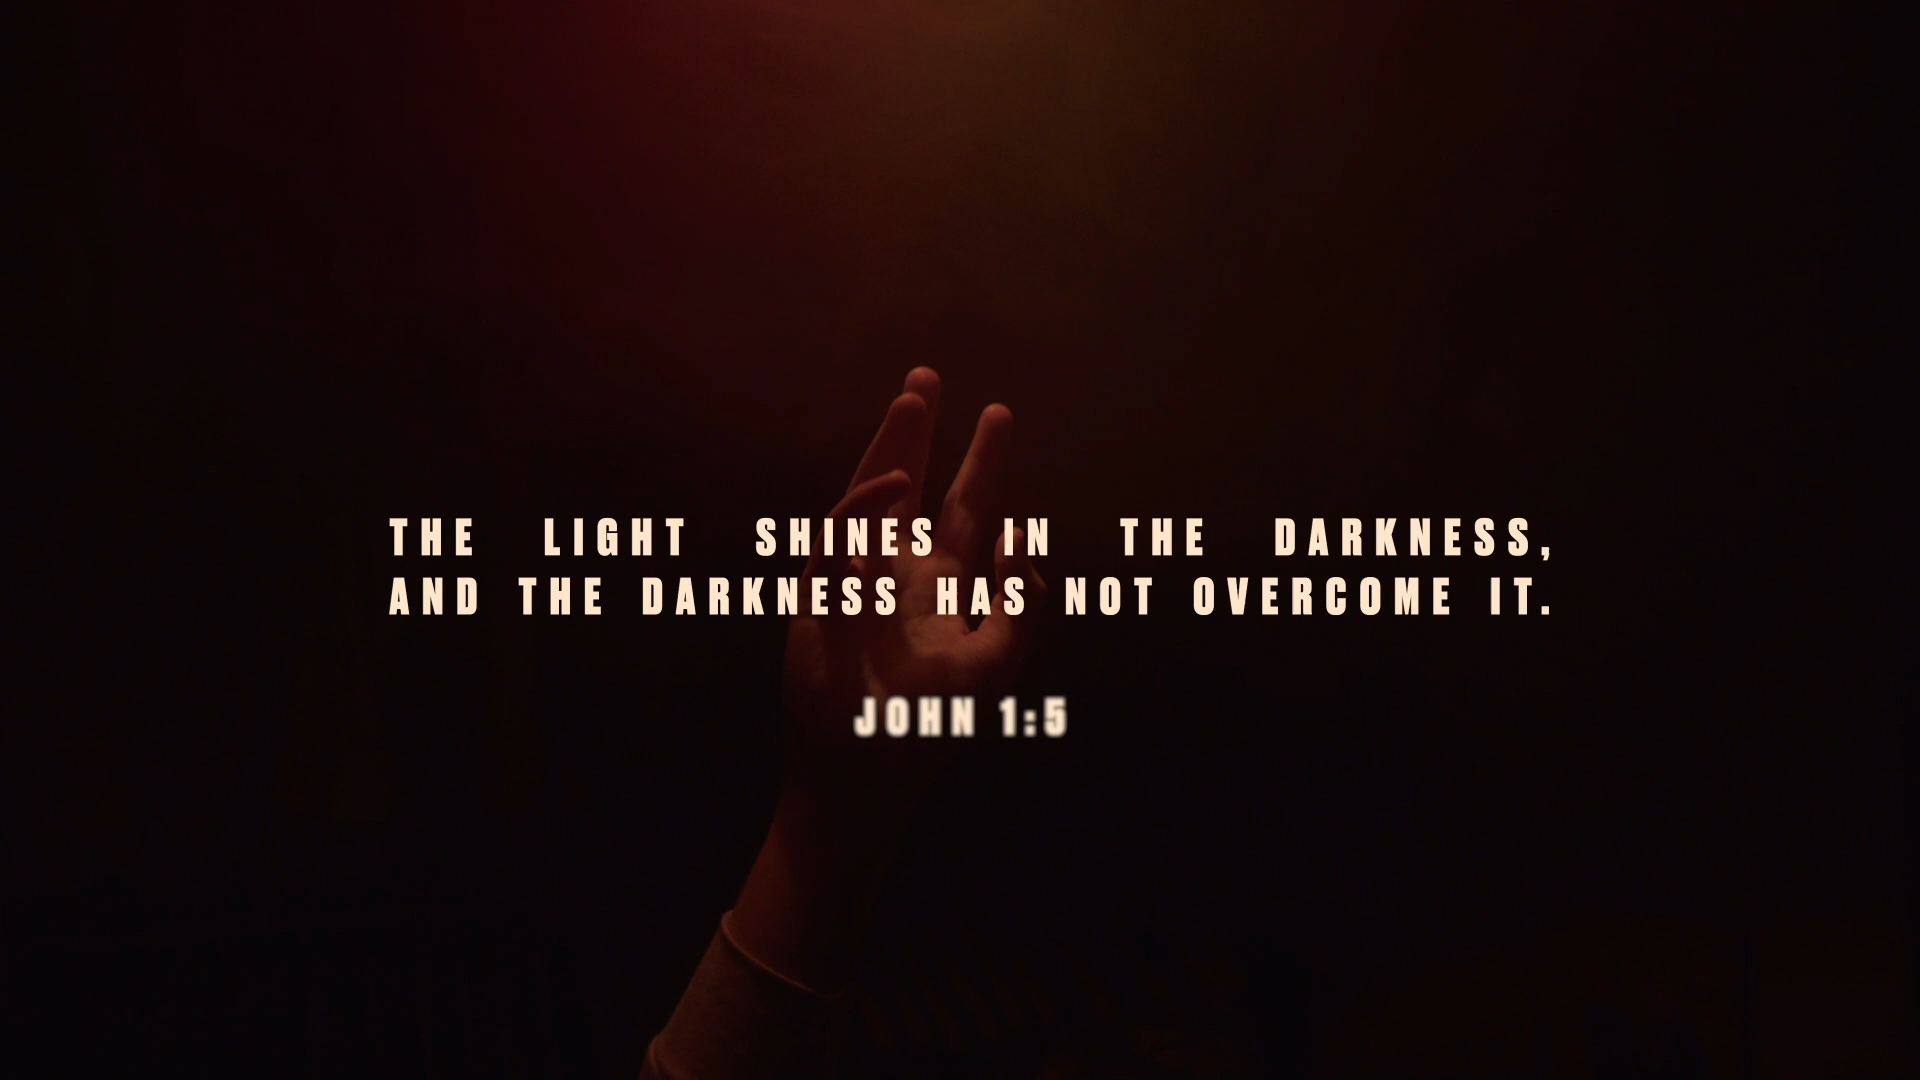 THE LIGHT SHINES IN THE DARKNESS,
AND THE DARKNESS HAS NOT OVERCOME IT.
JOHN 1:5